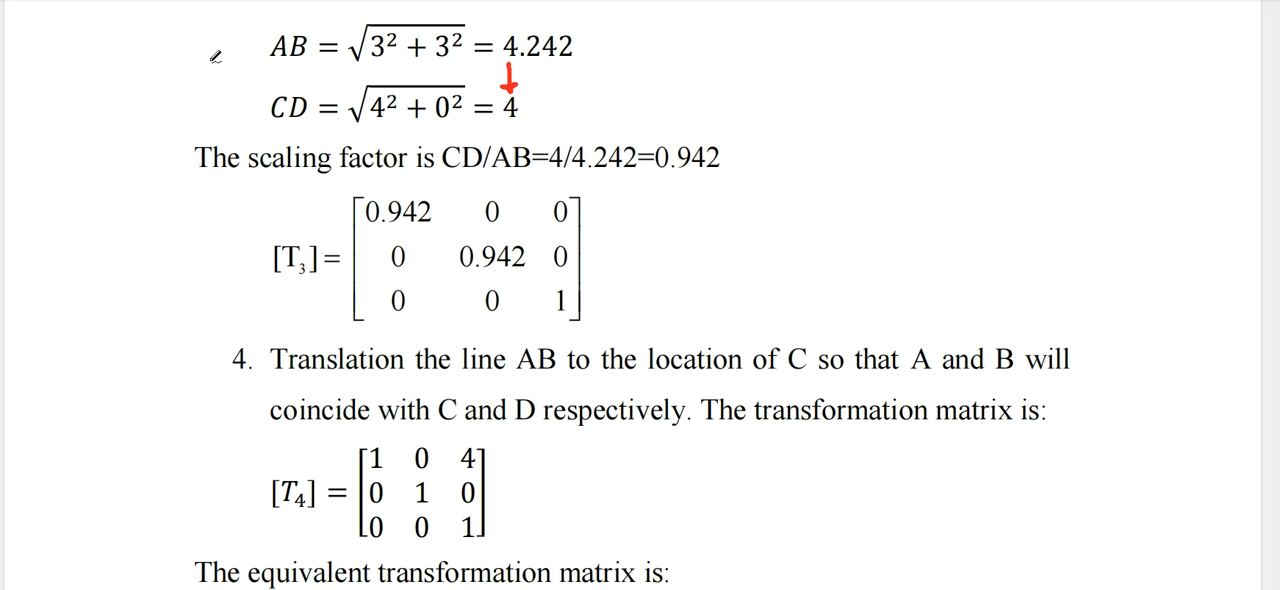 AB = √3² + 3² = 4.242
CD = √4² + 0² = 4
The scaling factor is CD/AB=4/4.242=0.942
[T₃] = [0.942 0 0
0 0.942 0
0 0 1]
4. Translation the line AB to the location of C so that A and B will
coincide with C and D respectively. The transformation matrix is:
[T₄] = [1 0 4
0 1 0
0 0 1]
The equivalent transformation matrix is: